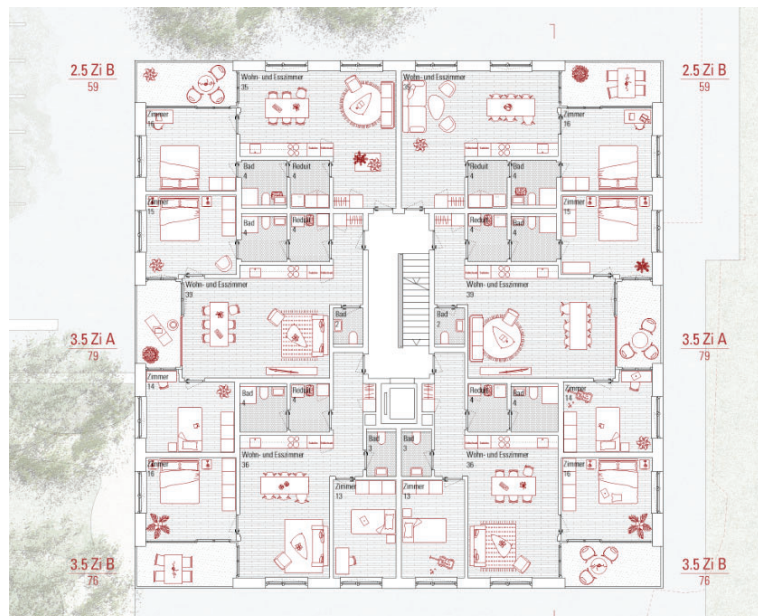 2.5 Zi B
59
Wohn- und Esszimmer
35
Wohn- und Esszimmer
35
2.5 Zi B
59
Zimmer
16
Zimmer
16
Bad
4
Reduit
4
Reduit
4
Bad
4
Zimmer
15
Bad
4
Reduit
4
Reduit
4
Bad
4
Zimmer
15
Wohn- und Esszimmer
39
Wohn- und Esszimmer
39
Bad
2
Bad
2
3.5 Zi A
79
3.5 Zi A
79
Zimmer
14
Bad
4
Reduit
4
Reduit
4
Bad
4
Zimmer
14
Bad
3
Bad
3
Wohn- und Esszimmer
36
Wohn- und Esszimmer
36
Zimmer
16
Zimmer
13
Zimmer
13
Zimmer
16
3.5 Zi B
76
3.5 Zi B
76